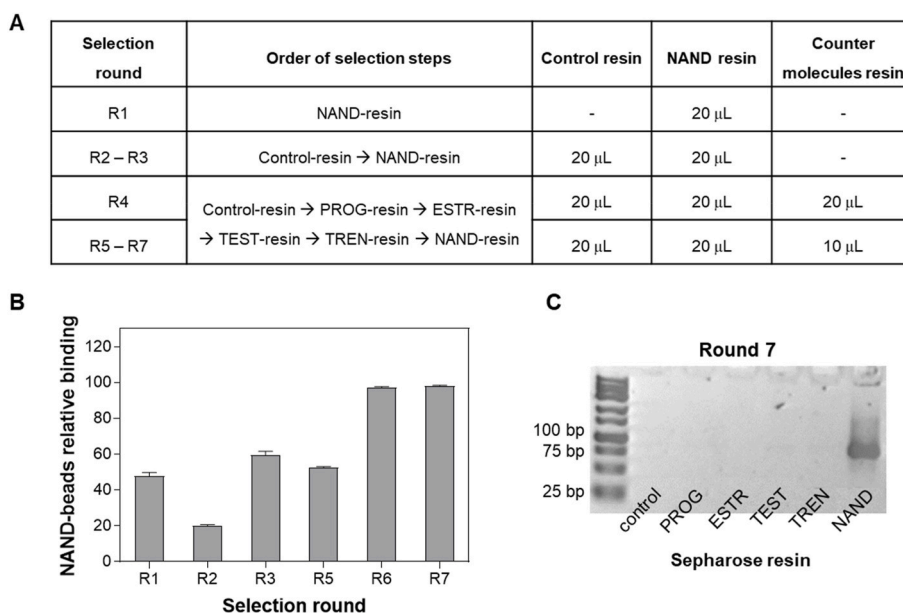 A
Selection round	Order of selection steps	Control resin	NAND resin	Counter molecules resin
R1	NAND-resin	-	20 μL	-
R2 – R3	Control-resin → NAND-resin	20 μL	20 μL	-
R4	Control-resin → PROG-resin → ESTR-resin	20 μL	20 μL	20 μL
R5 – R7	→ TEST-resin → TREN-resin → NAND-resin	20 μL	20 μL	10 μL
B
NAND-beads relative binding
120
100
80
60
40
20
0
R1 R2 R3 R5 R6 R7
Selection round
C
Round 7
100 bp
75 bp
25 bp
control PROG ESTR TEST TREN NAND
Sepharose resin